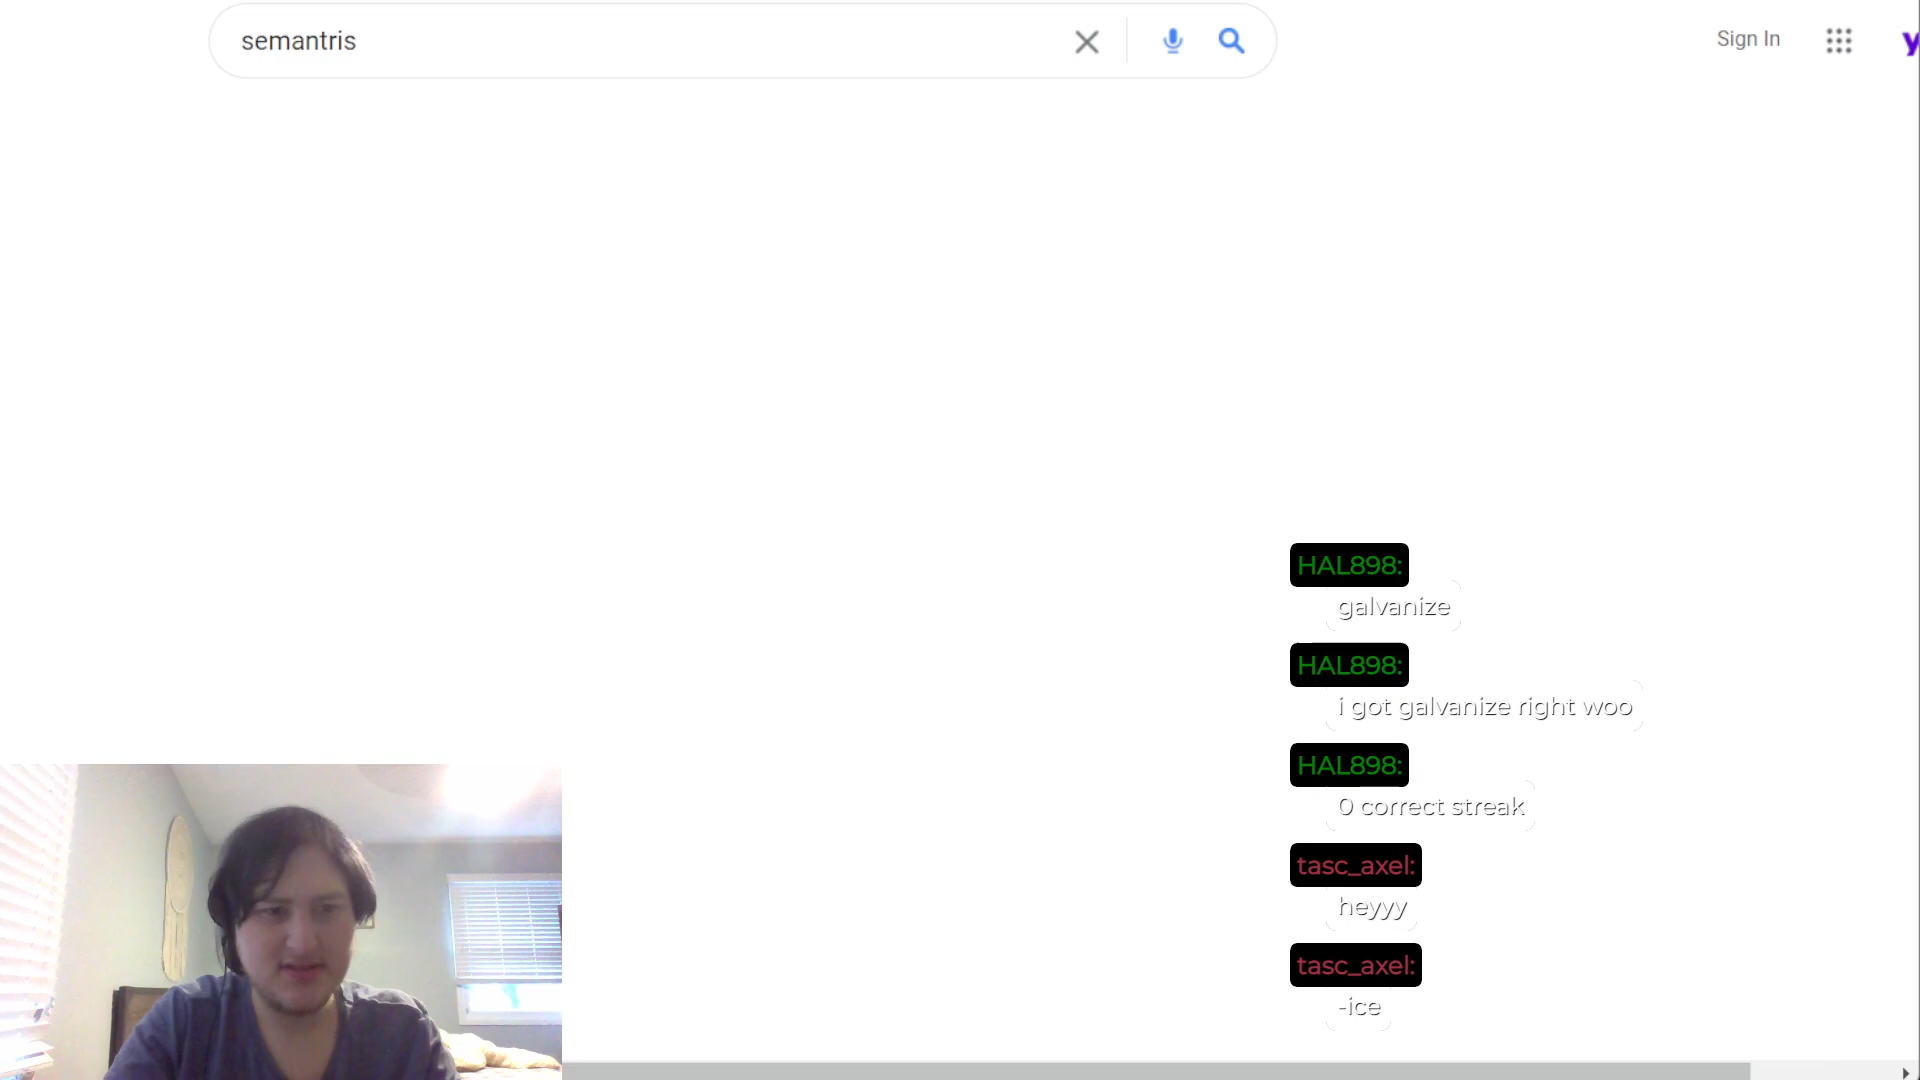 semantris
Sign In
y
HAL898:
galvanize
HAL898:
i got galvanize right woo
HAL898:
0 correct streak
tasc_axel:
heyyy
tasc_axel:
-ice